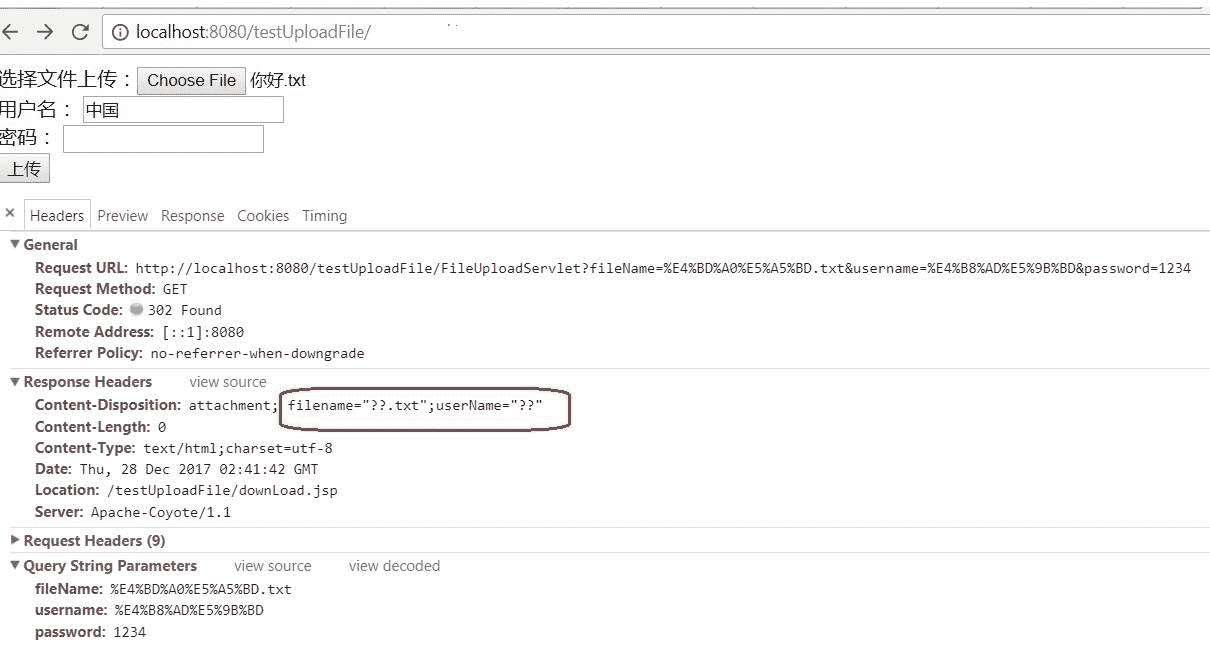 localhost:8080/testUploadFile/
选择文件上传： Choose File 你好.txt
用户名： 中国
密码：
上传
× Headers Preview Response Cookies Timing
▼ General
Request URL: http://localhost:8080/testUploadFile/FileUploadServlet?fileName=%E4%BD%A0%E5%A5%BD.txt&username=%E4%B8%AD%E5%9B%BD&password=1234
Request Method: GET
Status Code: 302 Found
Remote Address: [::1]:8080
Referrer Policy: no-referrer-when-downgrade
▼ Response Headers view source
Content-Disposition: attachment; filename="??.txt";userName="??"
Content-Length: 0
Content-Type: text/html;charset=utf-8
Date: Thu, 28 Dec 2017 02:41:42 GMT
Location: /testUploadFile/downLoad.jsp
Server: Apache-Coyote/1.1
▶ Request Headers (9)
▼ Query String Parameters view source view decoded
fileName: %E4%BD%A0%E5%A5%BD.txt
username: %E4%B8%AD%E5%9B%BD
password: 1234